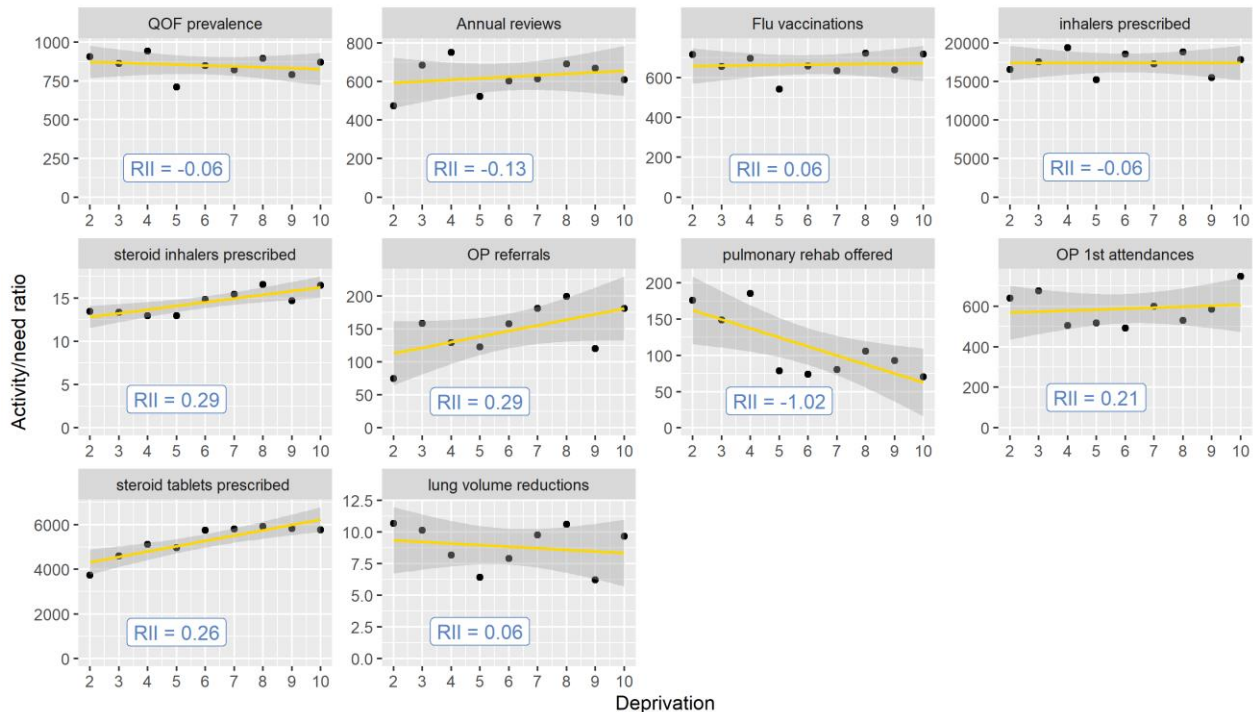 QOF prevalence
1000
750
500
250
0
RII = -0.06
2 3 4 5 6 7 8 9 10
Annual reviews
800
600
400
200
0
RII = -0.13
2 3 4 5 6 7 8 9 10
Flu vaccinations
600
400
200
0
RII = 0.06
2 3 4 5 6 7 8 9 10
inhalers prescribed
20000
15000
10000
5000
0
RII = -0.06
2 3 4 5 6 7 8 9 10
Activity/need ratio
steroid inhalers prescribed
15
10
5
0
RII = 0.29
2 3 4 5 6 7 8 9 10
OP referrals
200
150
100
50
0
RII = 0.29
2 3 4 5 6 7 8 9 10
pulmonary rehab offered
200
150
100
50
0
RII = -1.02
2 3 4 5 6 7 8 9 10
OP 1st attendances
600
400
200
0
RII = 0.21
2 3 4 5 6 7 8 9 10
steroid tablets prescribed
6000
4000
2000
0
RII = 0.26
2 3 4 5 6 7 8 9 10
lung volume reductions
12.5
10.0
7.5
5.0
2.5
0.0
RII = 0.06
2 3 4 5 6 7 8 9 10
Deprivation